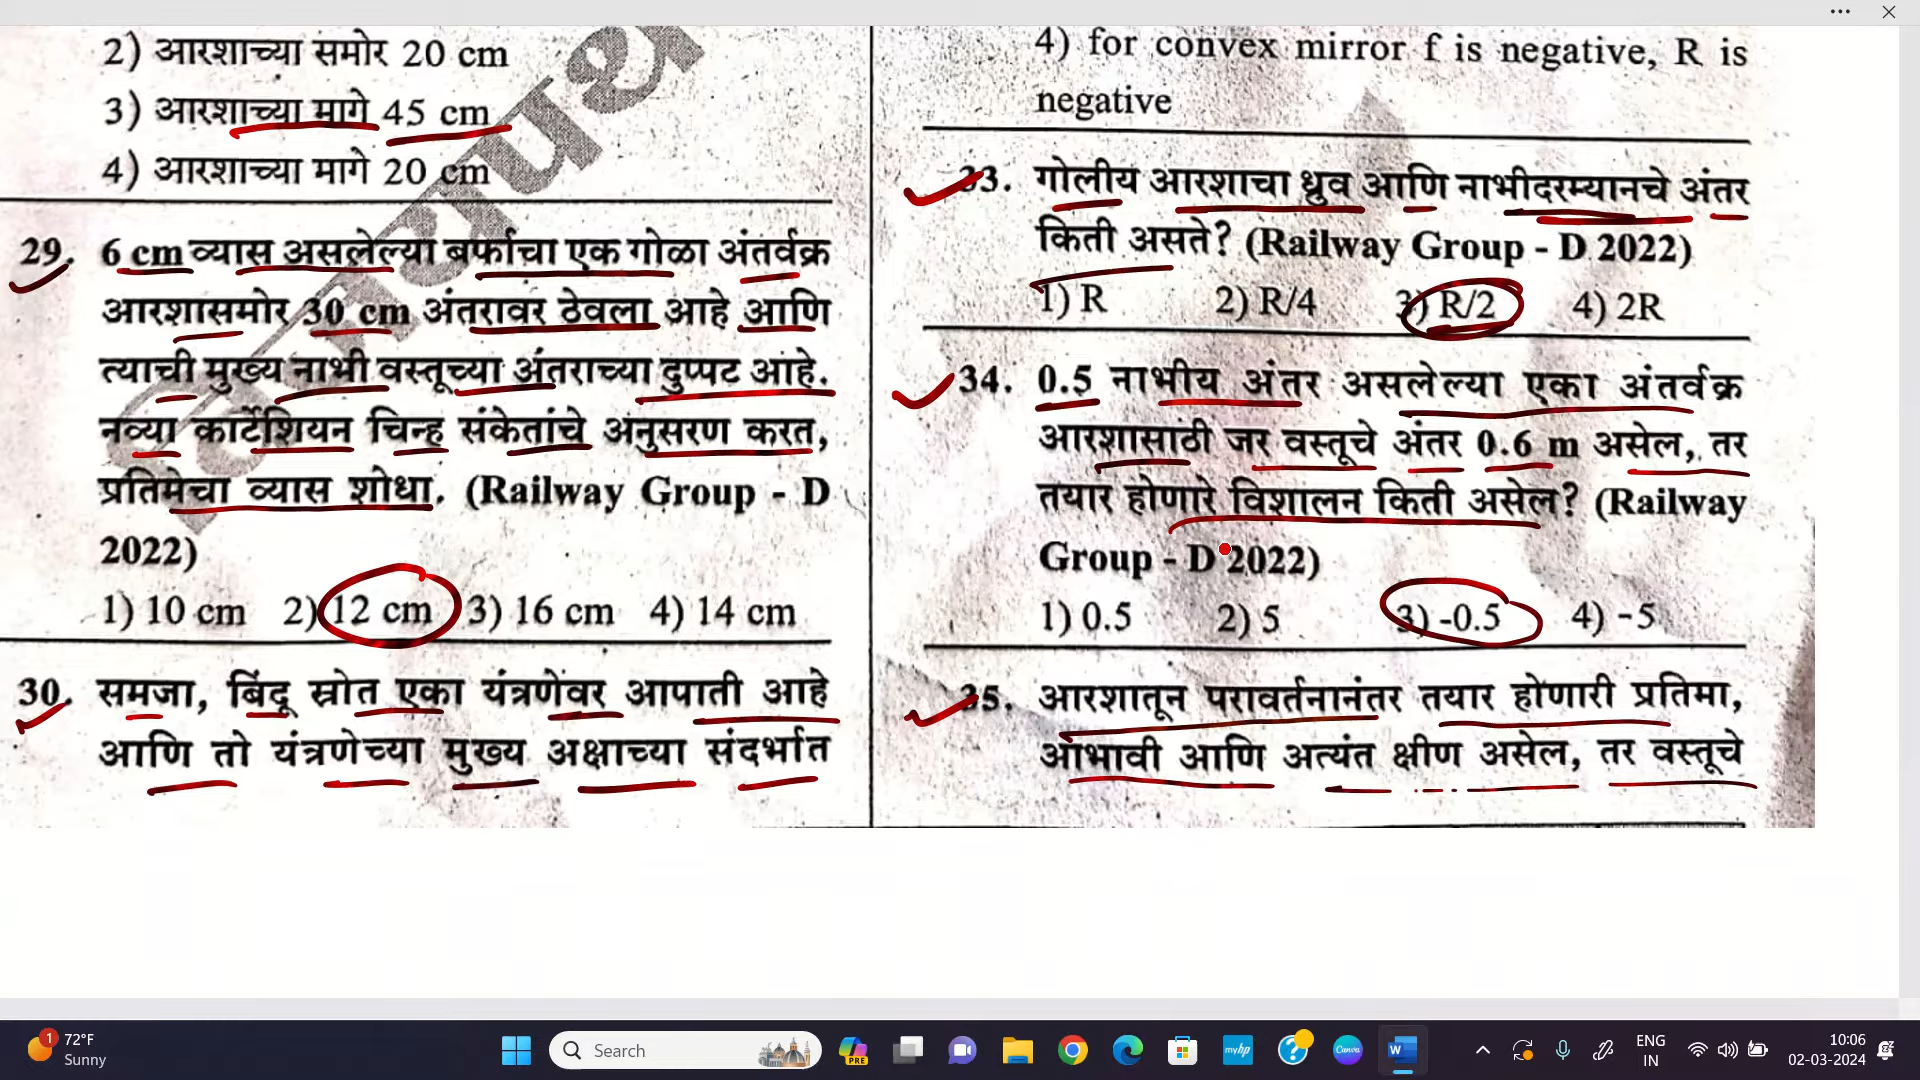 2) आरशाच्या समोर 20 cm
3) आरशाच्या मागे 45 cm
4) आरशाच्या मागे 20 cm
29. 6 cm व्यास असलेल्या बर्फाचा एक गोळा अंतर्वक्र
आरशासमोर 30 cm अंतरावर ठेवला आहे आणि
त्याची मुख्य नाभी वस्तूच्या अंतराच्या दुप्पट आहे.
नव्या कार्टेशियन चिन्ह संकेतांचे अनुसरण करत,
प्रतिमेचा व्यास शोधा. (Railway Group - D
2022)
1) 10 cm 2) 12 cm 3) 16 cm 4) 14 cm
30. समजा, बिंदू स्रोत एका यंत्रणेवर आपाती आहे
आणि तो यंत्रणेच्या मुख्य अक्षाच्या संदर्भात
4) for convex mirror f is negative, R is
negative
33. गोलीय आरशाचा ध्रुव आणि नाभीदरम्यानचे अंतर
किती असते? (Railway Group - D 2022)
1) R 2) R/4 3) R/2 4) 2R
34. 0.5 नाभीय अंतर असलेल्या एका अंतर्वक्र
आरशासाठी जर वस्तूचे अंतर 0.6 m असेल, तर
तयार होणारे विशालन किती असेल? (Railway
Group - D 2022)
1) 0.5 2) 5 3) -0.5 4) -5
35. आरशातून परावर्तनानंतर तयार होणारी प्रतिमा,
आभावी आणि अत्यंत क्षीण असेल, तर वस्तूचे
1
72°F
Sunny
Search
PRE
myhp
Canva
W
ENG
IN
10:06
02-03-2024